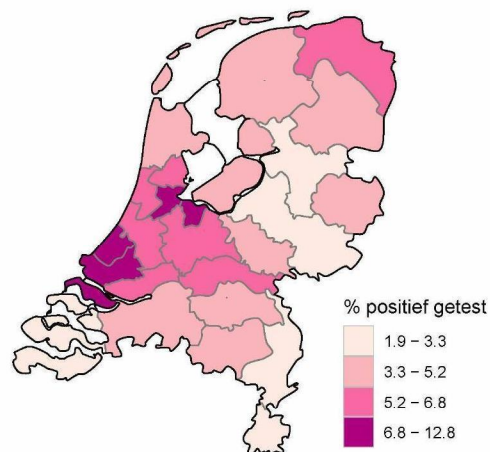 % positief getest
1.9 – 3.3
3.3 – 5.2
5.2 – 6.8
6.8 – 12.8